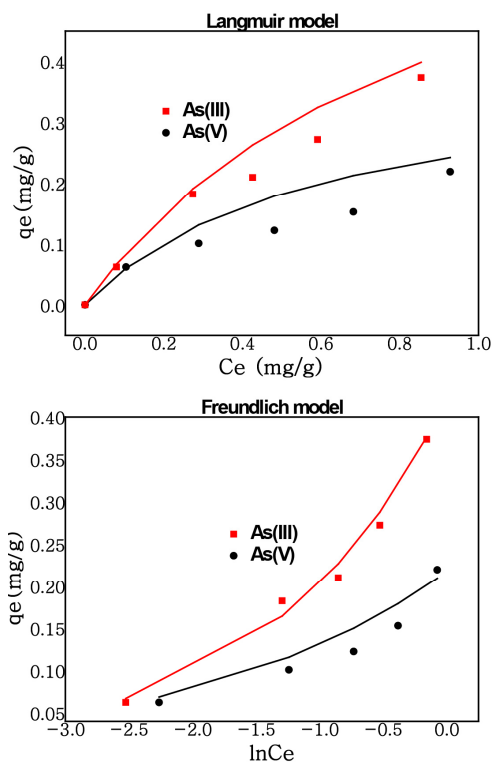 Langmuir model
0.4
0.3
0.2
0.1
0.0
qe(mg/g)
As(III)
As(V)
0.0 0.2 0.4 0.6 0.8 1.0
Ce (mg/g)
Freundlich model
0.40
0.35
0.30
0.25
0.20
0.15
0.10
0.05
qe(mg/g)
As(III)
As(V)
-3.0 -2.5 -2.0 -1.5 -1.0 -0.5 0.0
lnCe